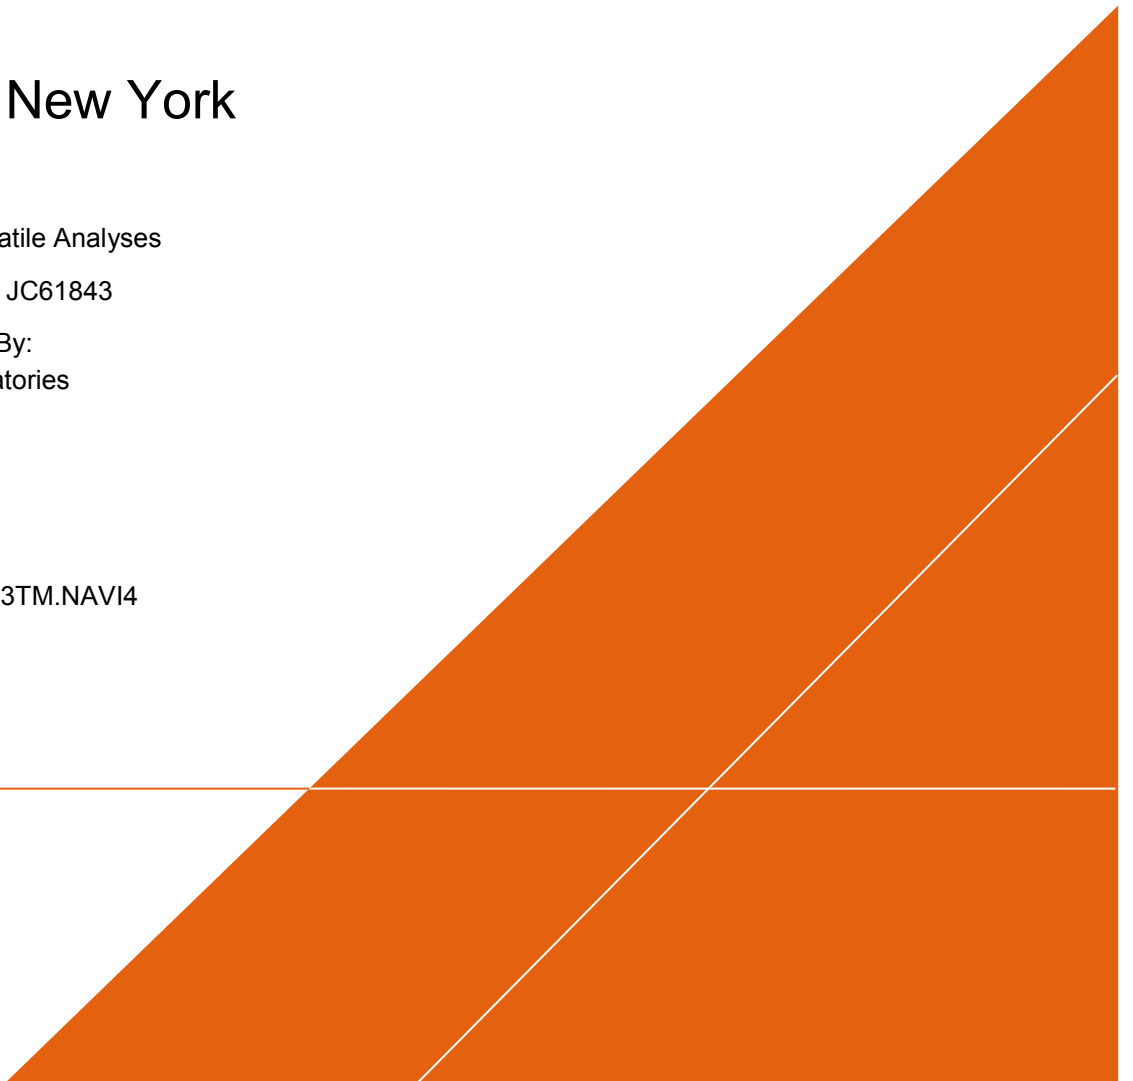 New York
atile Analyses
JC61843
By:
atories
3TM.NAVI4